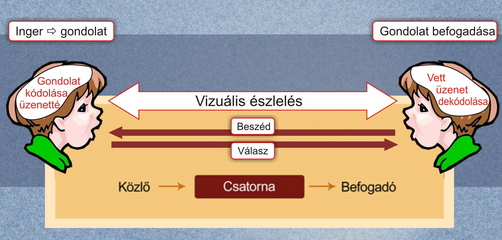 Inger ⇨ gondolat
Gondolat befogadása
Gondolat
kódolása
üzenetté
Vett
üzenet
dekódolása
Vizuális észlelés
Beszéd
Válasz
Közlő → Csatorna → Befogadó